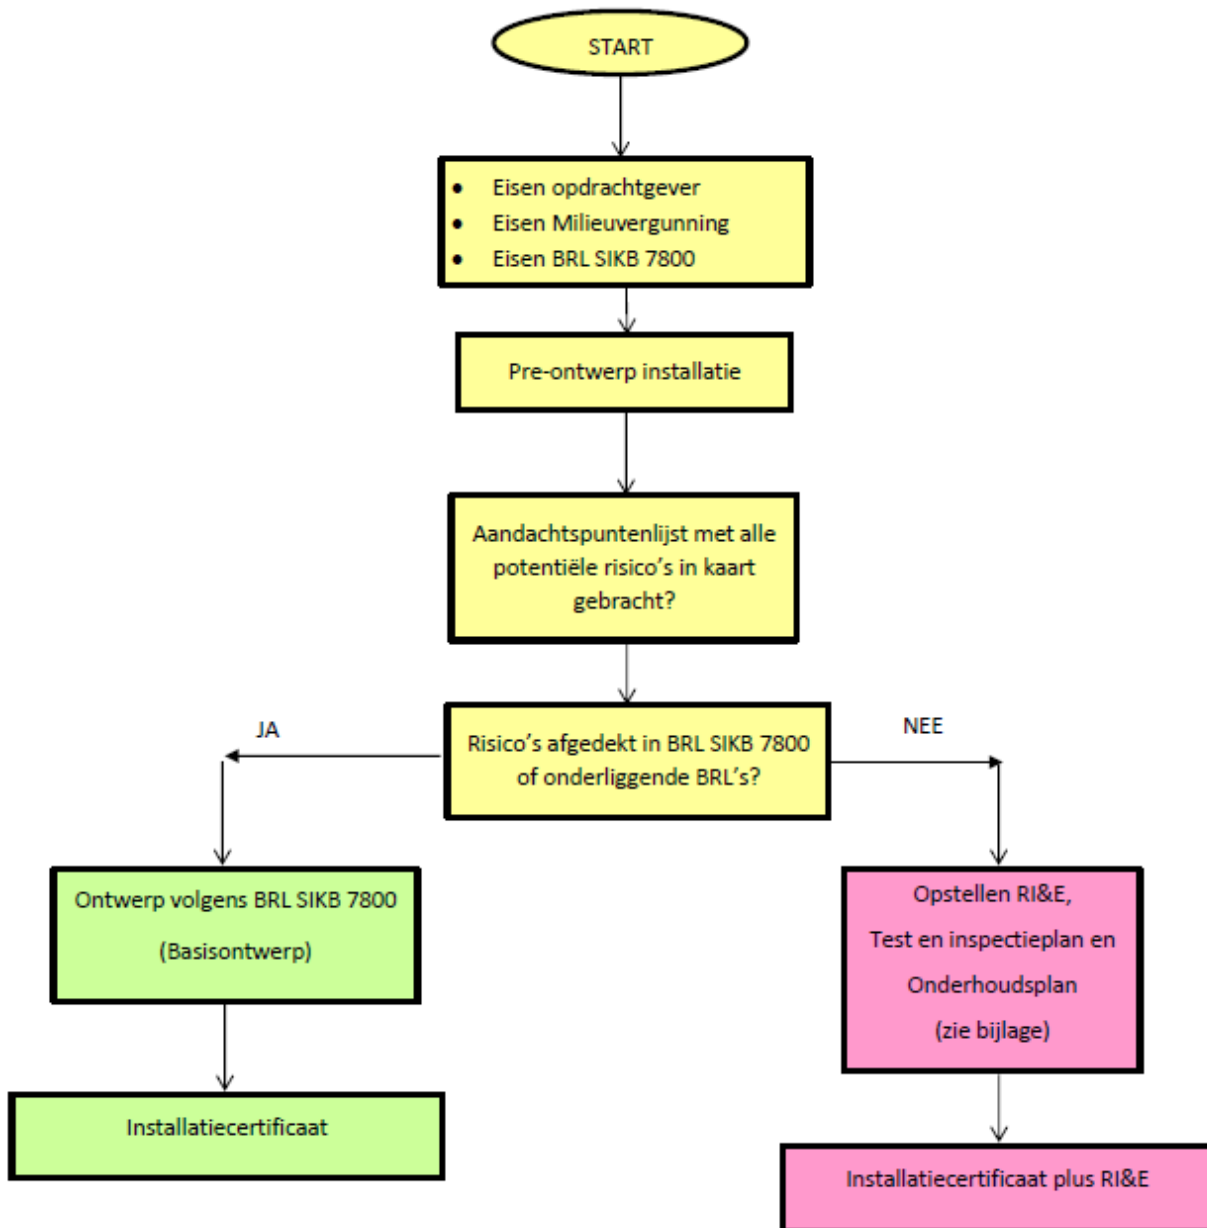 START
• Eisen opdrachtgever
• Eisen Milieuvergunning
• Eisen BRL SIKB 7800
Pre-ontwerp installatie
Aandachtspuntenlijst met alle
potentiële risico's in kaart
gebracht?
Risico's afgedekt in BRL SIKB 7800
of onderliggende BRL's?
JA
NEE
Ontwerp volgens BRL SIKB 7800
(Basisontwerp)
Installatiecertificaat
Opstellen RI&E,
Test en inspectieplan en
Onderhoudsplan
(zie bijlage)
Installatiecertificaat plus RI&E